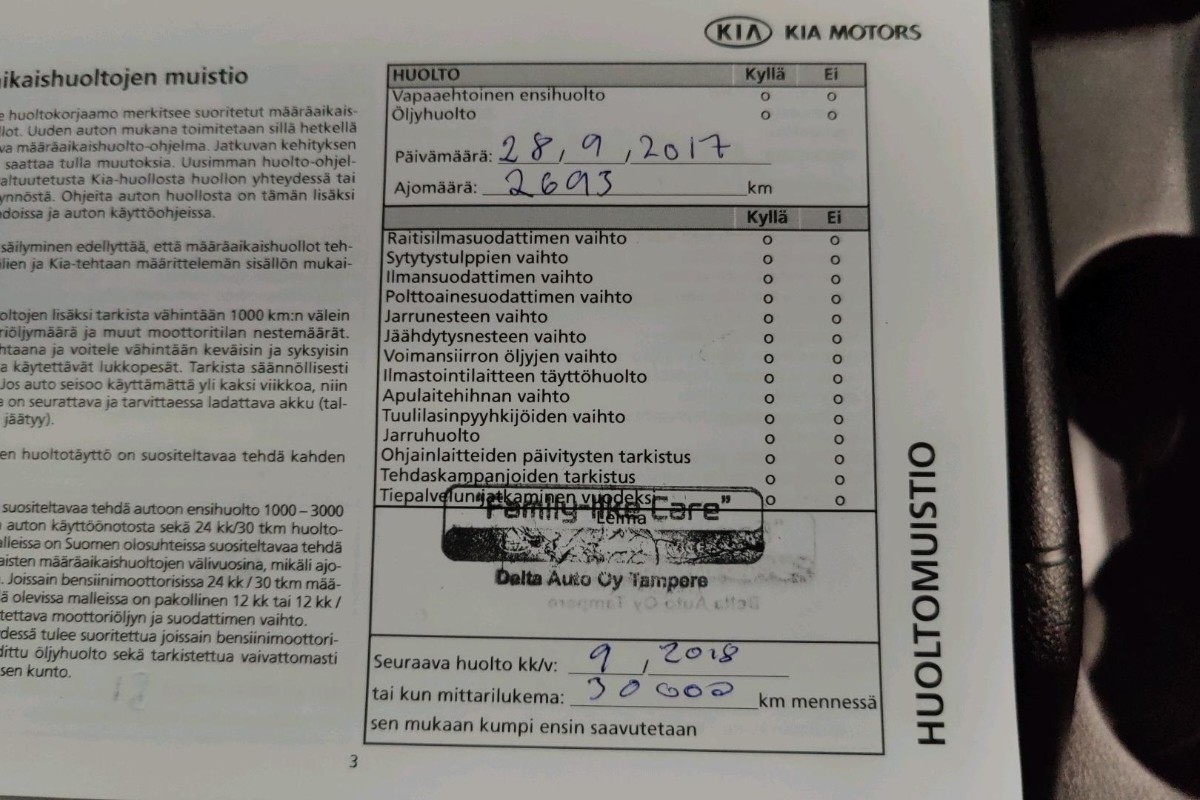 KIA KIA MOTORS
ikaishuoltojen muistio
e huoltokorjaamo merkitsee suoritetut määräaikais-
llot. Uuden auton mukana toimitetaan sillä hetkellä
va määräaikaishuolto-ohjelma. Jatkuvan kehityksen
saattaa tulla muutoksia. Uusimman huolto-ohjel-
altuutetusta Kia-huollosta huollon yhteydessä tai
ynnöstä. Ohjeita auton huollosta on tämän lisäksi
doissa ja auton käyttöohjeissa.
säilyminen edellyttää, että määräaikaishuollot teh-
lien ja Kia-tehtaan määrittelemän sisällön mukai-
oltojen lisäksi tarkista vähintään 1000 km:n välein
riöljymäärä ja muut moottoritilan nestemäärät.
htaana ja voitele vähintään keväisin ja syksyisin
a käytettävät lukkopesät. Tarkista säännöllisesti
Jos auto seisoo käyttämättä yli kaksi viikkoa, niin
a on seurattava ja tarvittaessa ladattava akku (tal-
jäätyy).
en huoltotäyttö on suositeltavaa tehdä kahden
suositeltavaa tehdä autoon ensihuolto 1000 – 3000
auton käyttöönotosta sekä 24 kk/30 tkm huolto-
alleissa on Suomen olosuhteissa suositeltavaa tehdä
aisten määräaikaishuoltojen välivuosina, mikäli ajo-
. Joissain bensiinimoottorisissa 24 kk / 30 tkm mää-
lä olevissa malleissa on pakollinen 12 kk tai 12 kk /
tettava moottoriöljyn ja suodattimen vaihto.
dessä tulee suoritettua joissain bensiinimoottori-
dittu öljyhuolto sekä tarkistettua vaivattomasti
sen kunto.
3
HUOLTO Kyllä Ei
Vapaaehtoinen ensihuolto o o
Öljyhuolto o o
Päivämäärä: 28,9,2017
Ajomäärä: 2693 km
Kyllä Ei
Raitisilmasuodattimen vaihto o o
Sytytystulppien vaihto o o
Ilmansuodattimen vaihto o o
Polttoainesuodattimen vaihto o o
Jarrunesteen vaihto o o
Jäähdytysnesteen vaihto o o
Voimansiirron öljyjen vaihto o o
Ilmastointilaitteen täyttöhuolto o o
Apulaitehihnan vaihto o o
Tuulilasinpyyhkijöiden vaihto o o
Jarruhuolto o o
Ohjainlaitteiden päivitysten tarkistus o o
Tehdaskampanjoiden tarkistus o o
Tiepalvelun jatkaminen vuodeksi o o
"Family-like Care"
Leima
Delta Auto Oy Tampere
Seuraava huolto kk/v: 9, 2018
tai kun mittarilukema: 30 000 km mennessä
sen mukaan kumpi ensin saavutetaan
HUOLTOMUISTIO